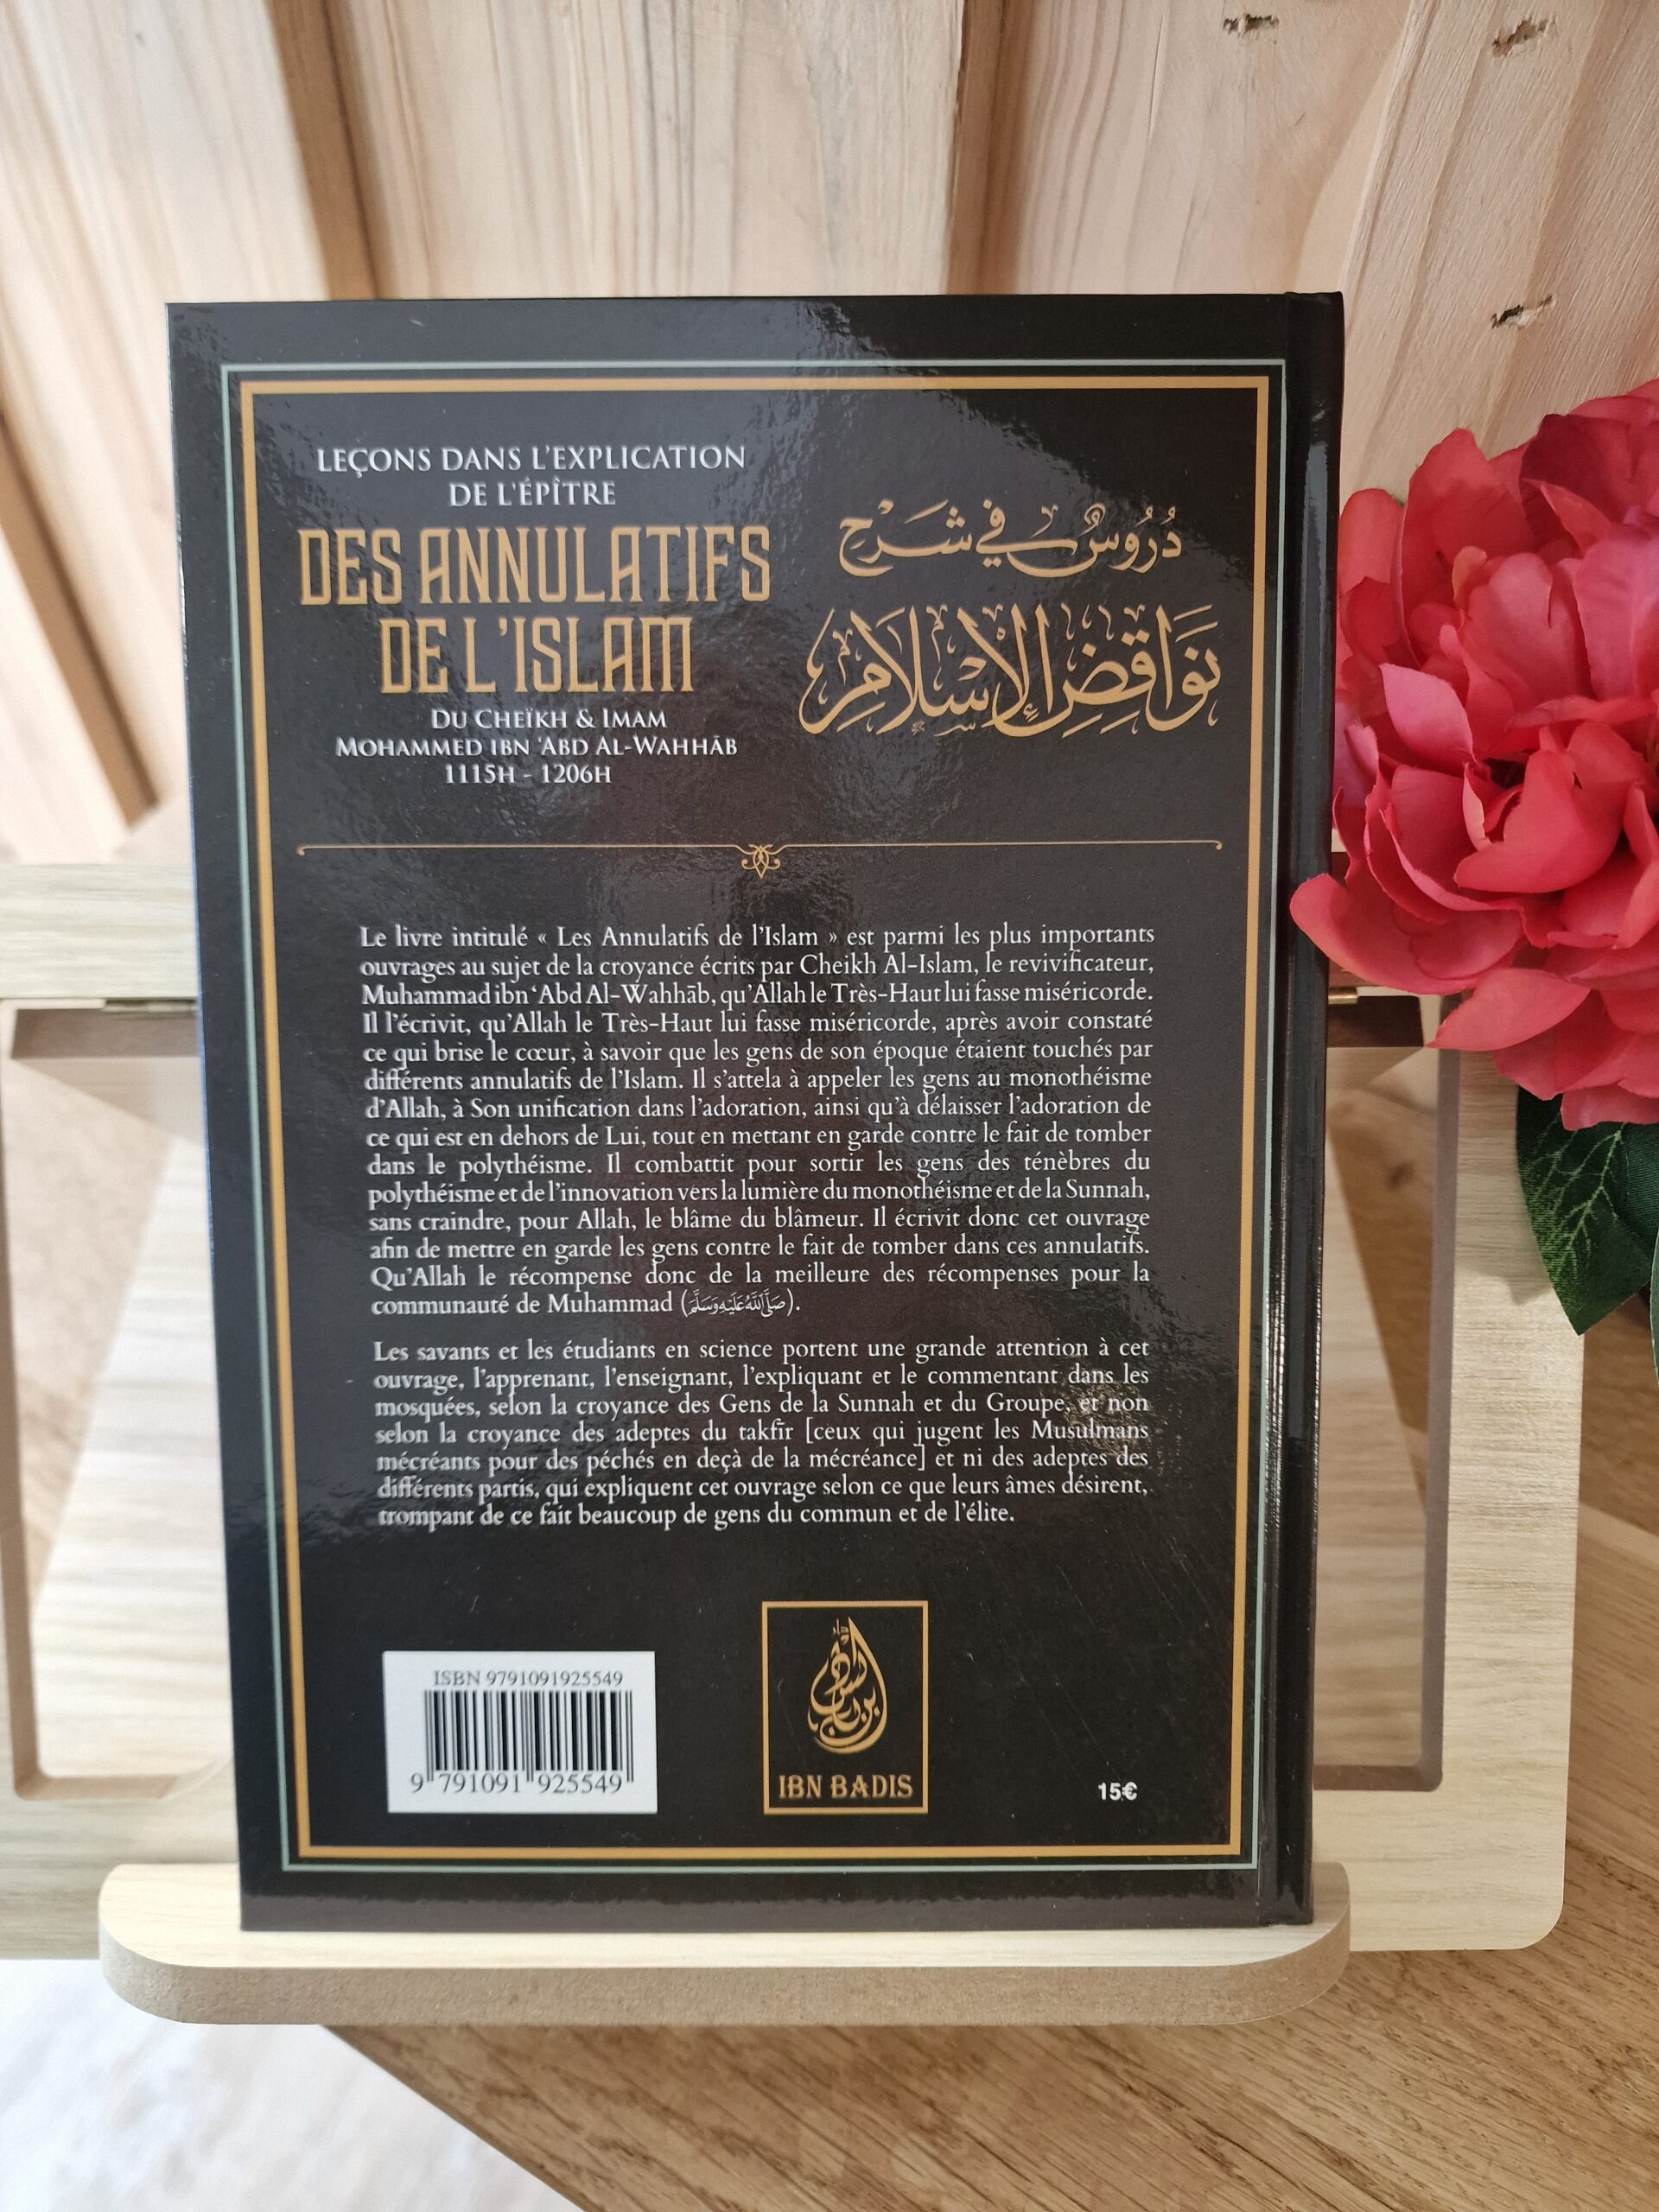 LEÇONS DANS L'EXPLICATION
DE L'ÉPÎTRE
DES ANNULATIFS
DE L'ISLAM
DU CHEÏKH & IMAM
MOHAMMED IBN ‘ABD AL-WAHHĀB
1115H - 1206H
دُرُوسٌ فِي شَرْحِ
نَوَاقِضِ الإِسْلَامِ
Le livre intitulé « Les Annulatifs de l’Islam » est parmi les plus importants
ouvrages au sujet de la croyance écrits par Cheikh Al-Islam, le revivificateur,
Muhammad ibn ‘Abd Al-Wahhāb, qu’Allah le Très-Haut lui fasse miséricorde.
Il l’écrivit, qu’Allah le Très-Haut lui fasse miséricorde, après avoir constaté
ce qui brise le cœur, à savoir que les gens de son époque étaient touchés par
différents annulatifs de l’Islam. Il s’attela à appeler les gens au monothéisme
d’Allah, à Son unification dans l’adoration, ainsi qu’à délaisser l’adoration de
ce qui est en dehors de Lui, tout en mettant en garde contre le fait de tomber
dans le polythéisme. Il combattit pour sortir les gens des ténèbres du
polythéisme et de l’innovation vers la lumière du monothéisme et de la Sunnah,
sans craindre, pour Allah, le blâme du blâmeur. Il écrivit donc cet ouvrage
afin de mettre en garde les gens contre le fait de tomber dans ces annulatifs.
Qu’Allah le récompense donc de la meilleure des récompenses pour la
communauté de Muhammad (صَلَّى اللَّهُ عَلَيْهِ وَسَلَّمَ).
Les savants et les étudiants en science portent une grande attention à cet
ouvrage, l’apprenant, l’enseignant, l’expliquant et le commentant dans les
mosquées, selon la croyance des Gens de la Sunnah et du Groupe, et non
selon la croyance des adeptes du takfîr [ceux qui jugent les Musulmans
mécréants pour des péchés en deçà de la mécréance] et ni des adeptes des
différents partis, qui expliquent cet ouvrage selon ce que leurs âmes désirent,
trompant de ce fait beaucoup de gens du commun et de l’élite.
ISBN 9791091925549
9 791091 925549
دار ابن باديس
IBN BADIS
15€